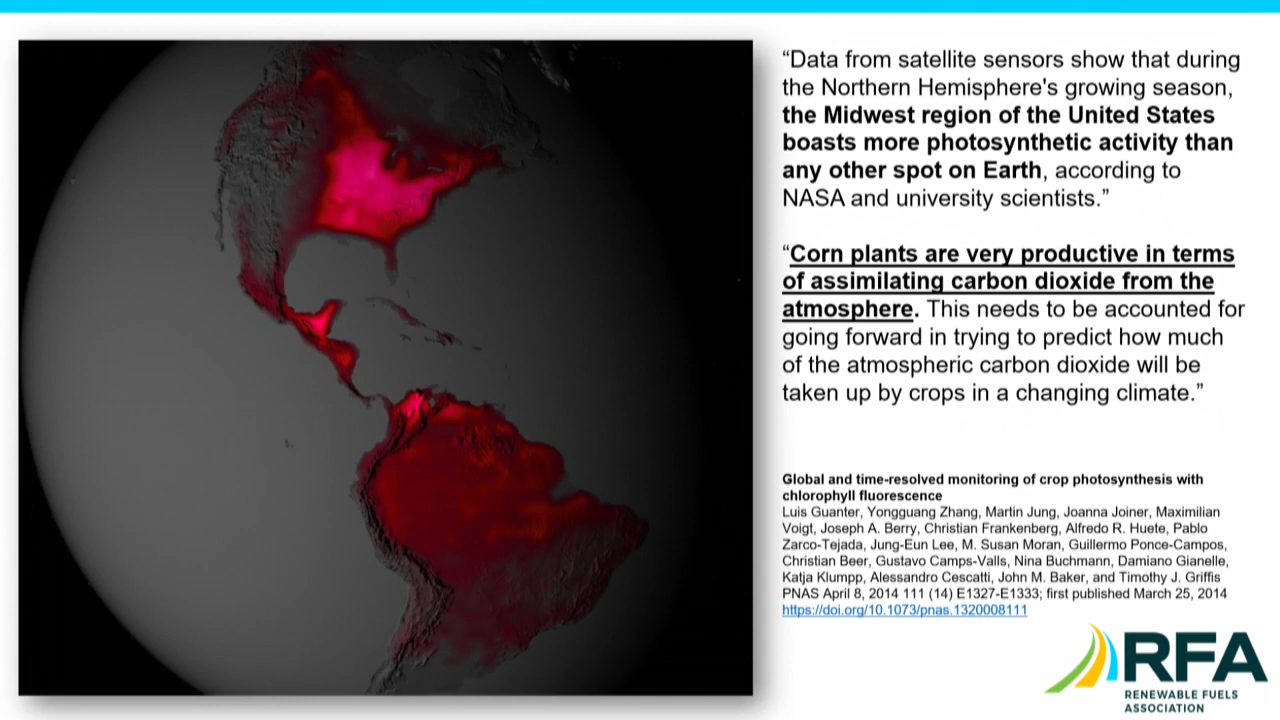 “Data from satellite sensors show that during
the Northern Hemisphere's growing season,
the Midwest region of the United States
boasts more photosynthetic activity than
any other spot on Earth, according to
NASA and university scientists.”
“Corn plants are very productive in terms
of assimilating carbon dioxide from the
atmosphere. This needs to be accounted for
going forward in trying to predict how much
of the atmospheric carbon dioxide will be
taken up by crops in a changing climate.”
Global and time-resolved monitoring of crop photosynthesis with
chlorophyll fluorescence
Luis Guanter, Yongguang Zhang, Martin Jung, Joanna Joiner, Maximilian
Voigt, Joseph A. Berry, Christian Frankenberg, Alfredo R. Huete, Pablo
Zarco-Tejada, Jung-Eun Lee, M. Susan Moran, Guillermo Ponce-Campos,
Christian Beer, Gustavo Camps-Valls, Nina Buchmann, Damiano Gianelle,
Katja Klumpp, Alessandro Cescatti, John M. Baker, and Timothy J. Griffis
PNAS April 8, 2014 111 (14) E1327-E1333; first published March 25, 2014
https://doi.org/10.1073/pnas.1320008111
RFA
RENEWABLE FUELS
ASSOCIATION